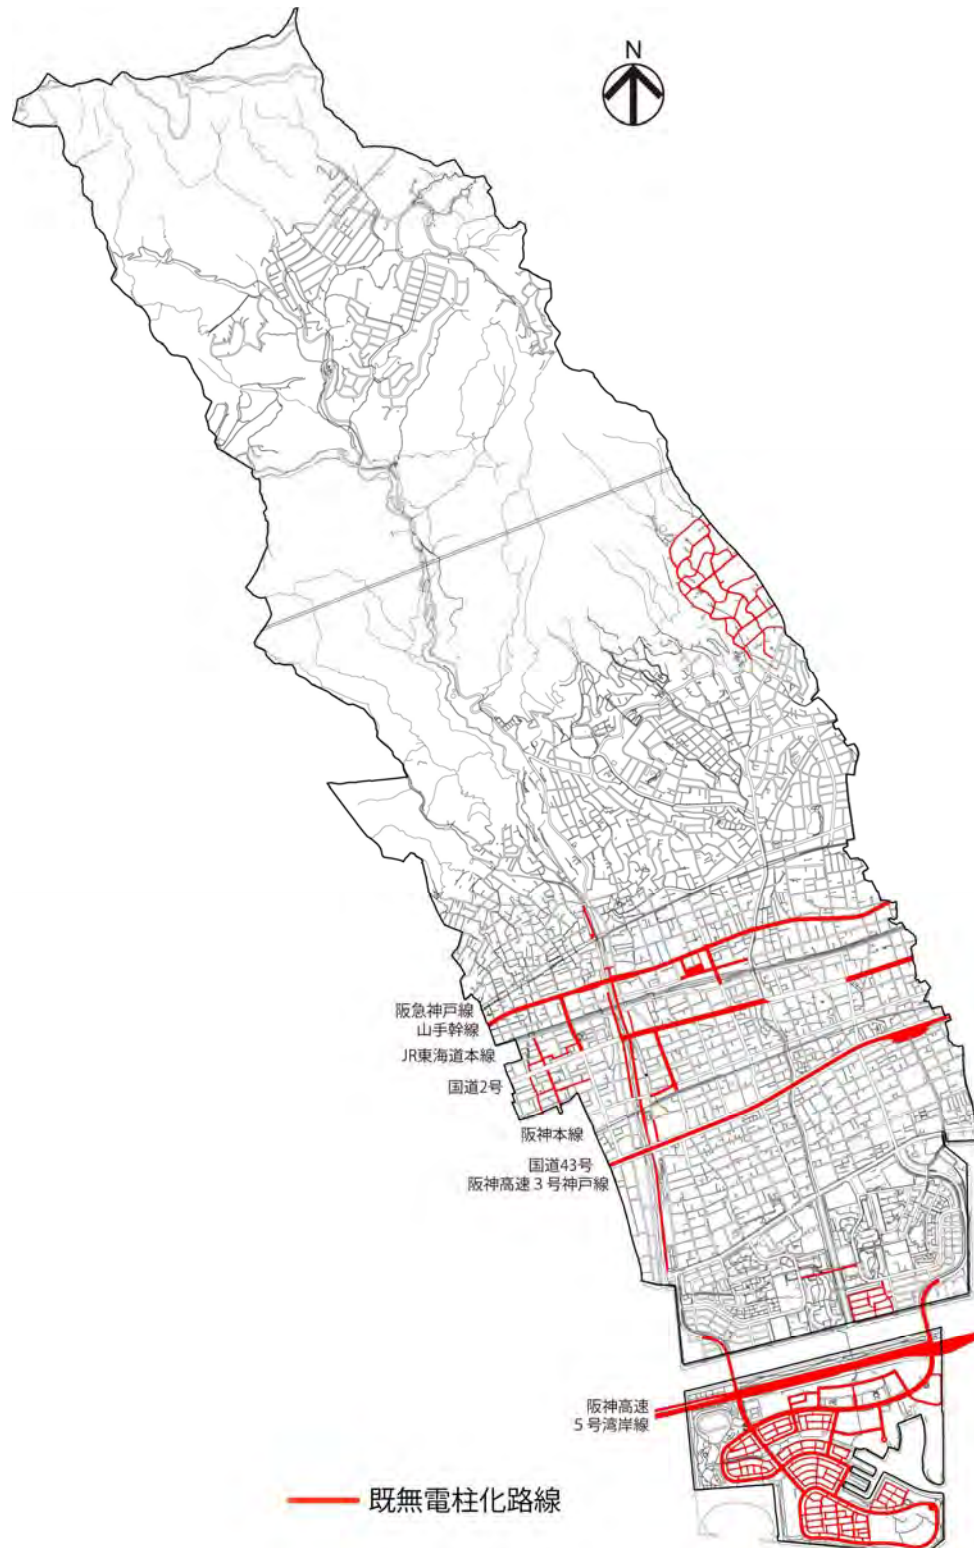 N
阪急神戸線
山手幹線
JR東海道本線
国道2号
阪神本線
国道43号
阪神高速3号神戸線
阪神高速
5号湾岸線
既無電柱化路線